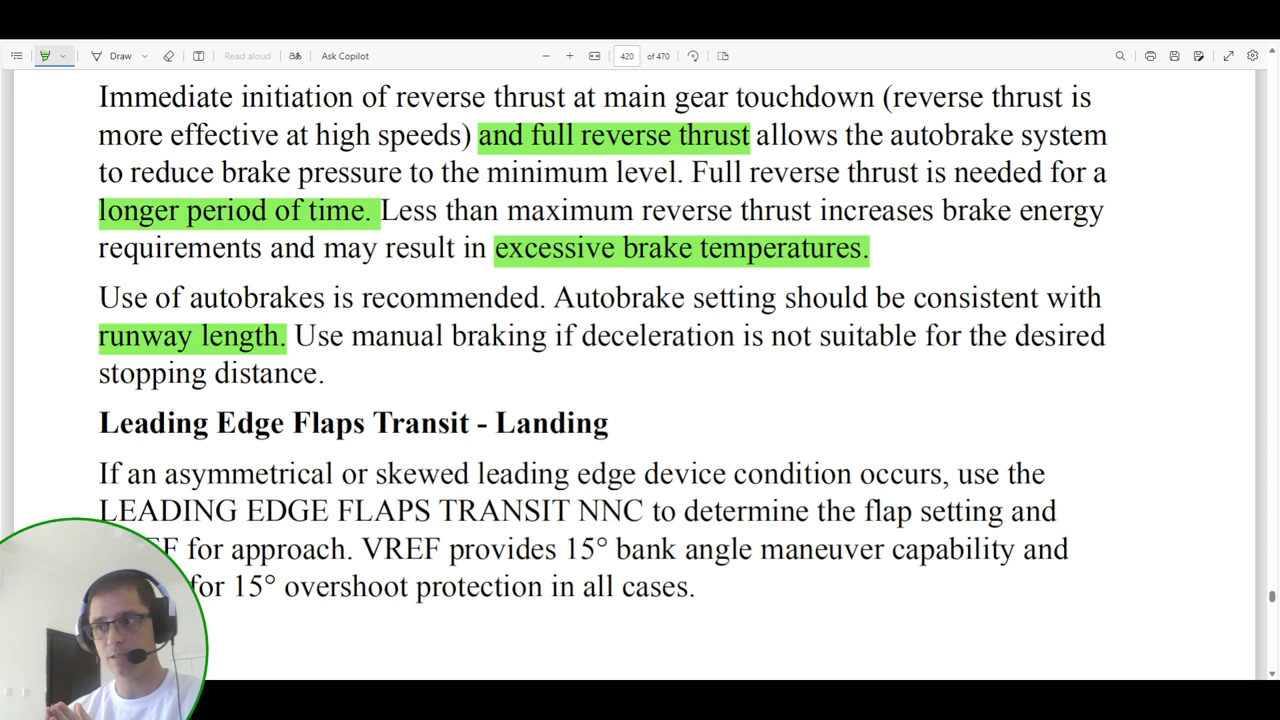 Draw
Read aloud
aあ
Ask Copilot
420
of 470
Immediate initiation of reverse thrust at main gear touchdown (reverse thrust is
more effective at high speeds) and full reverse thrust allows the autobrake system
to reduce brake pressure to the minimum level. Full reverse thrust is needed for a
longer period of time. Less than maximum reverse thrust increases brake energy
requirements and may result in excessive brake temperatures.
Use of autobrakes is recommended. Autobrake setting should be consistent with
runway length. Use manual braking if deceleration is not suitable for the desired
stopping distance.
Leading Edge Flaps Transit - Landing
If an asymmetrical or skewed leading edge device condition occurs, use the
LEADING EDGE FLAPS TRANSIT NNC to determine the flap setting and
for approach. VREF provides 15° bank angle maneuver capability and
for 15° overshoot protection in all cases.